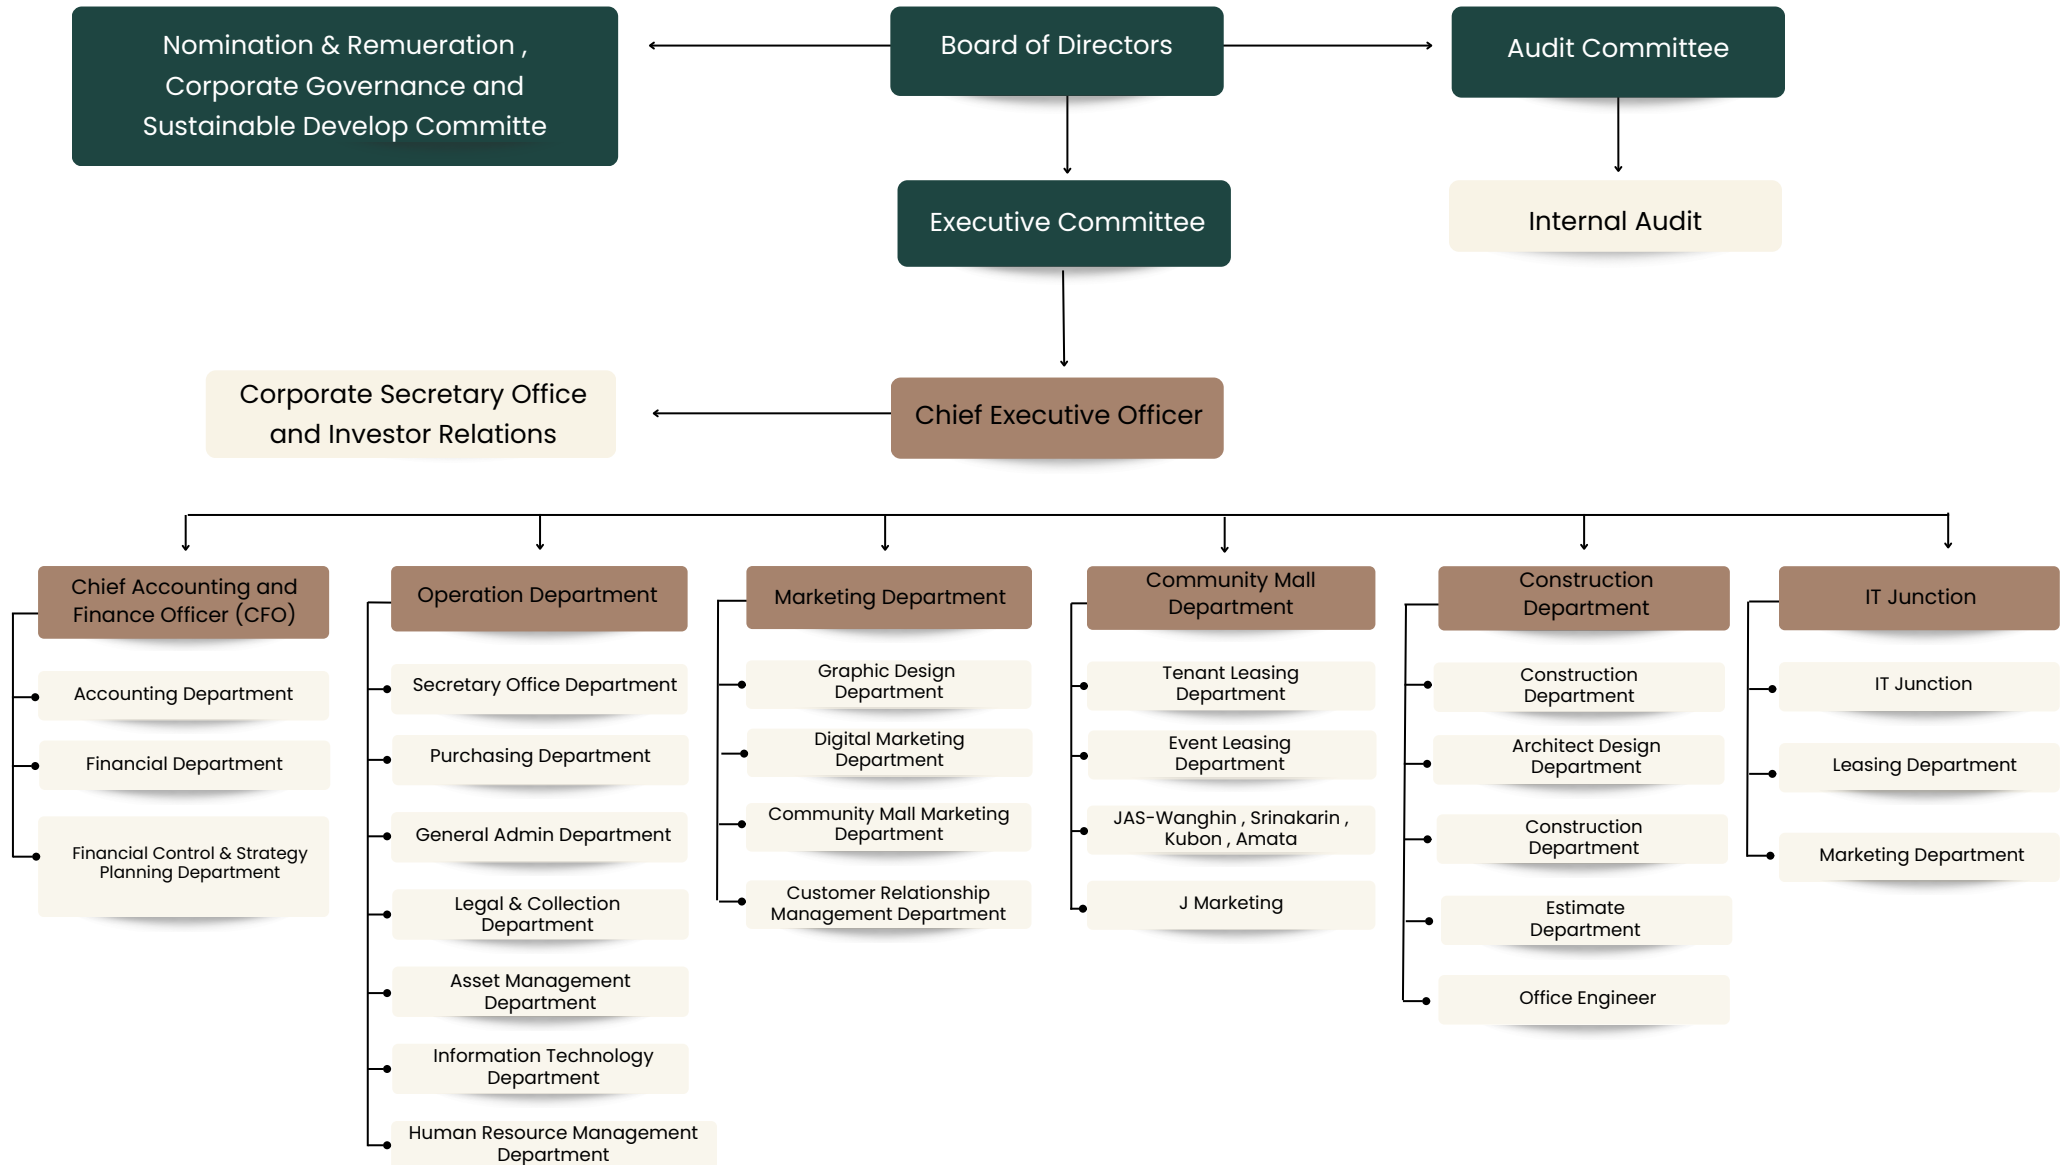 Nomination & Remueration ,
Corporate Governance and
Sustainable Develop Committe
Board of Directors
Audit Committee
Executive Committee
Internal Audit
Corporate Secretary Office
and Investor Relations
Chief Executive Officer
Chief Accounting and
Finance Officer (CFO)
Accounting Department
Financial Department
Financial Control & Strategy
Planning Department
Operation Department
Secretary Office Department
Purchasing Department
General Admin Department
Legal & Collection
Department
Asset Management
Department
Information Technology
Department
Human Resource Management
Department
Marketing Department
Graphic Design
Department
Digital Marketing
Department
Community Mall Marketing
Department
Customer Relationship
Management Department
Community Mall
Department
Tenant Leasing
Department
Event Leasing
Department
JAS-Wanghin , Srinakarin ,
Kubon , Amata
J Marketing
Construction
Department
Construction
Department
Architect Design
Department
Construction
Department
Estimate
Department
Office Engineer
IT Junction
IT Junction
Leasing Department
Marketing Department